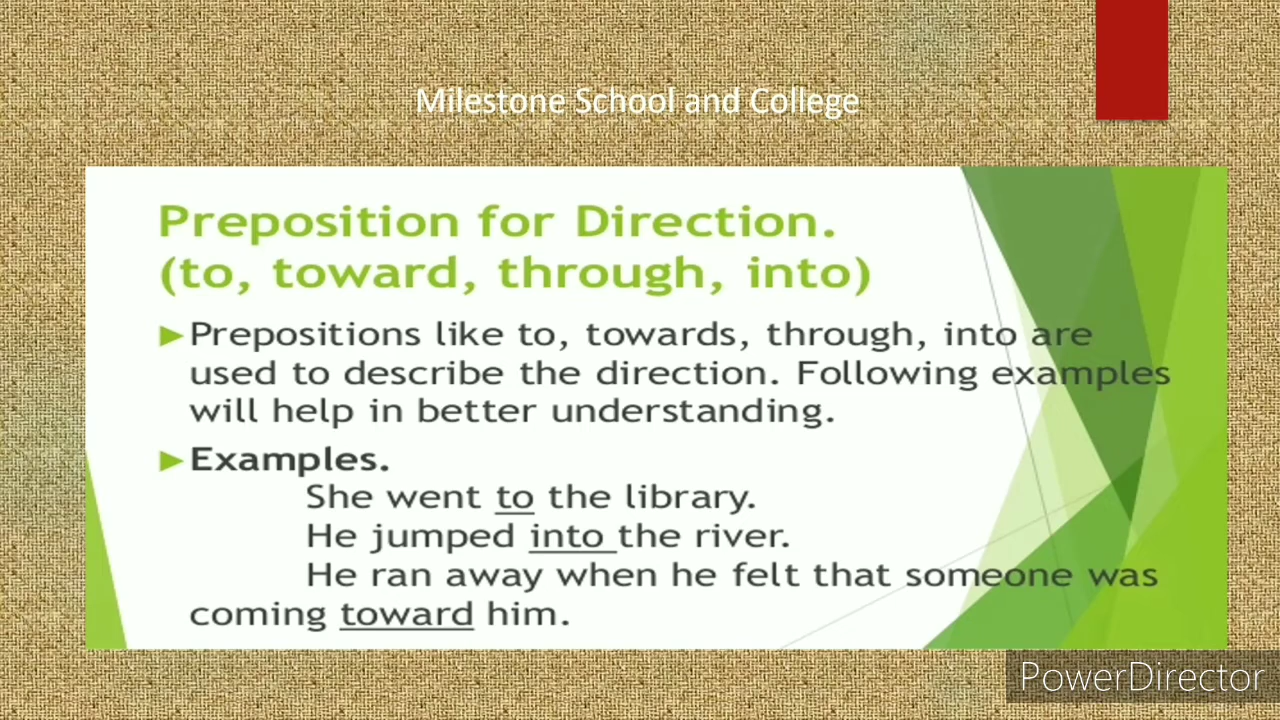 Milestone School and College
Preposition for Direction.
(to, toward, through, into)
Prepositions like to, towards, through, into are
used to describe the direction. Following examples
will help in better understanding.
Examples.
She went to the library.
He jumped into the river.
He ran away when he felt that someone was
coming toward him.
PowerDirector